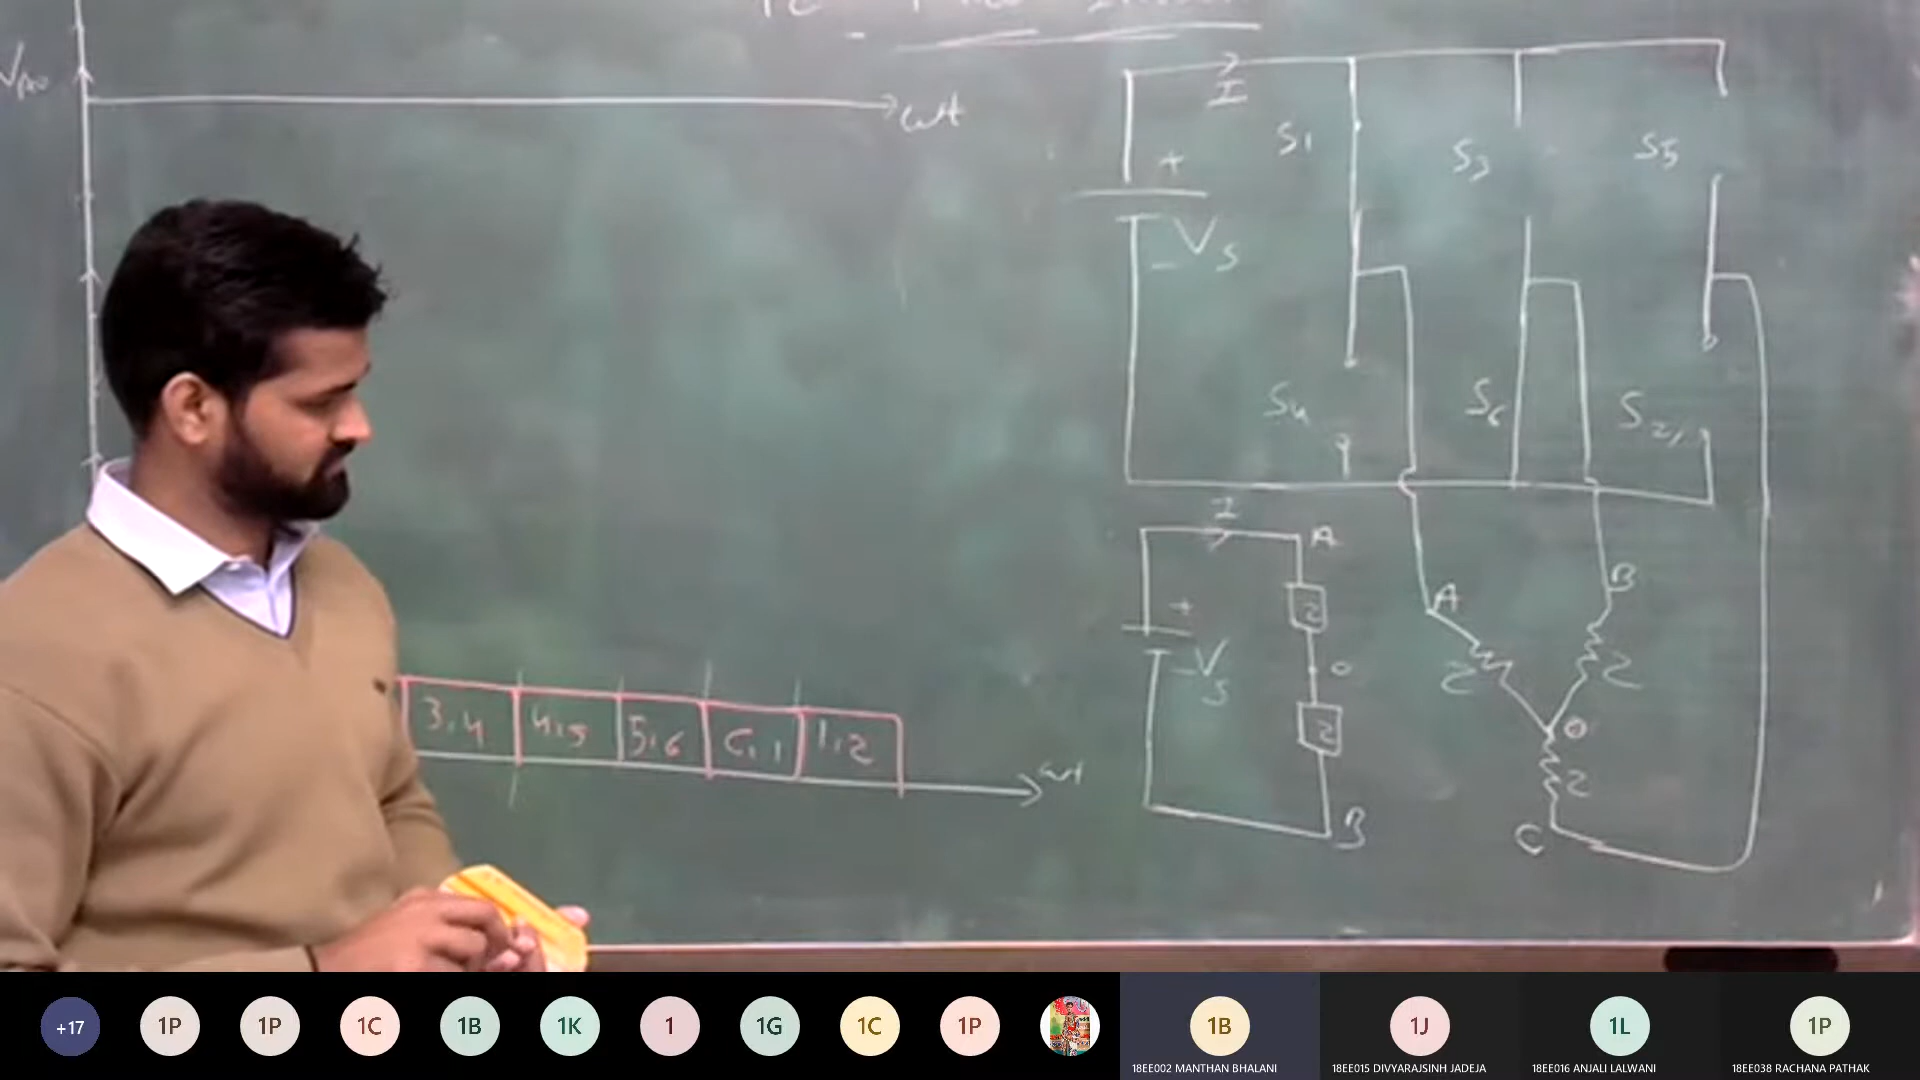 ωt
I
S1
S3
S5
+
- Vs
S4
S6
S2
I
A
+
Z
- Vs
O
Z
B
A
B
Z
Z
O
Z
C
3,4 4,5 5,6 6,1 1,2
ωt
+17 1P 1P 1C 1B 1K 1 1G 1C 1P 1B 1J 1L 1P
18EE002 MANTHAN BHALANI 18EE015 DIVYARAJSINH JADEJA 18EE016 ANJALI LALWANI 18EE038 RACHANA PATHAK